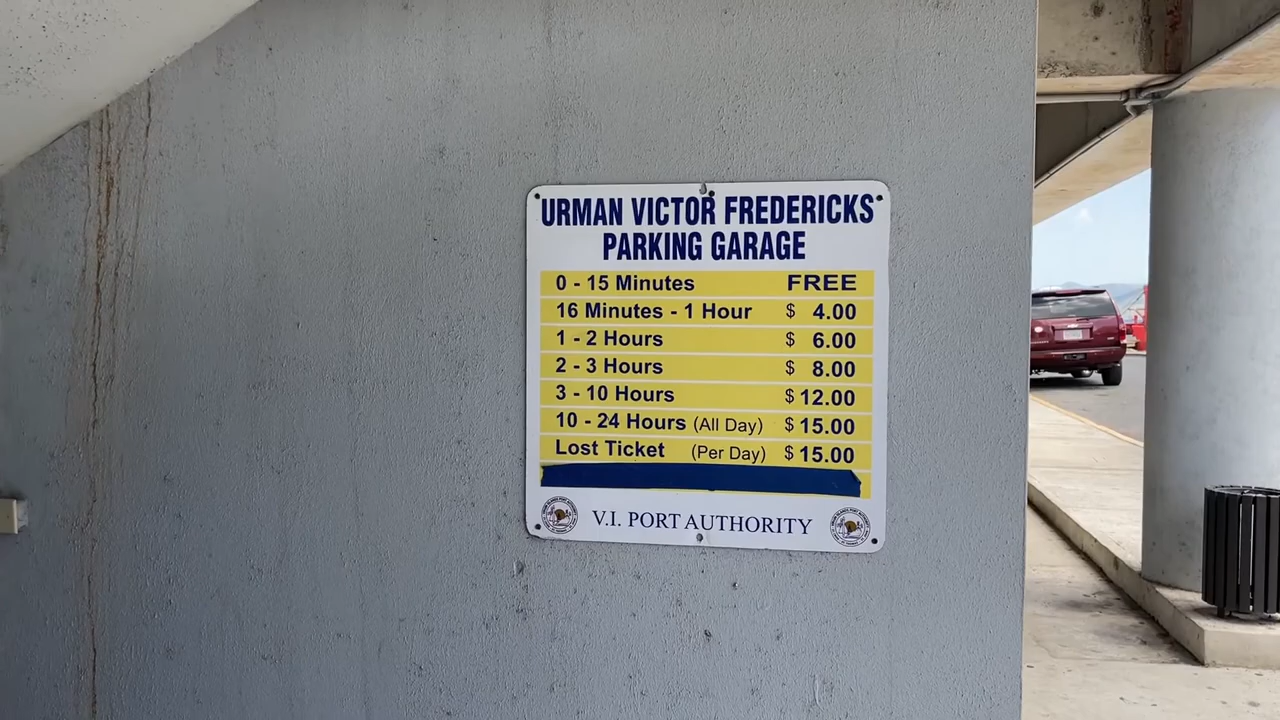 URMAN VICTOR FREDERICKS
PARKING GARAGE
0 - 15 Minutes FREE
16 Minutes - 1 Hour $ 4.00
1 - 2 Hours $ 6.00
2 - 3 Hours $ 8.00
3 - 10 Hours $ 12.00
10 - 24 Hours (All Day) $ 15.00
Lost Ticket (Per Day) $ 15.00
V.I. PORT AUTHORITY